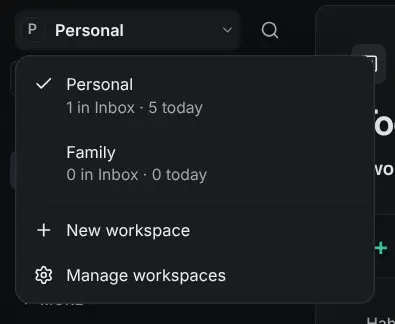 P Personal
Personal
1 in Inbox · 5 today
Family
0 in Inbox · 0 today
New workspace
Manage workspaces